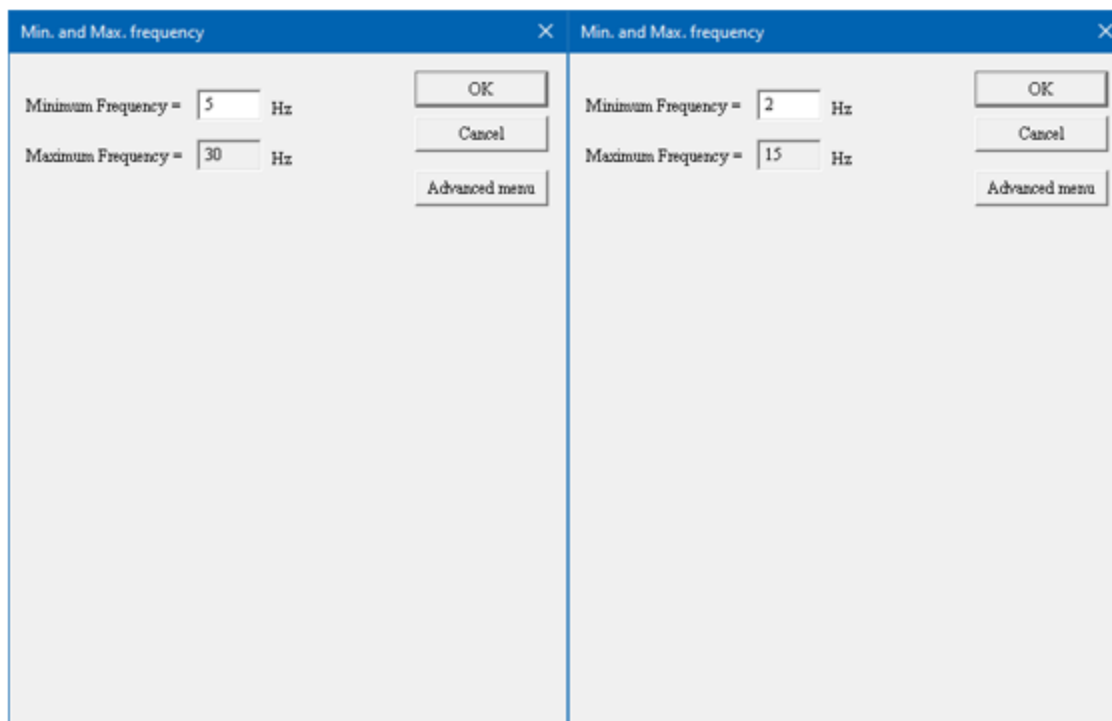 Min. and Max. frequency
Minimum Frequency = 5 Hz
Maximum Frequency = 30 Hz
OK
Cancel
Advanced menu
Min. and Max. frequency
Minimum Frequency = 2 Hz
Maximum Frequency = 15 Hz
OK
Cancel
Advanced menu